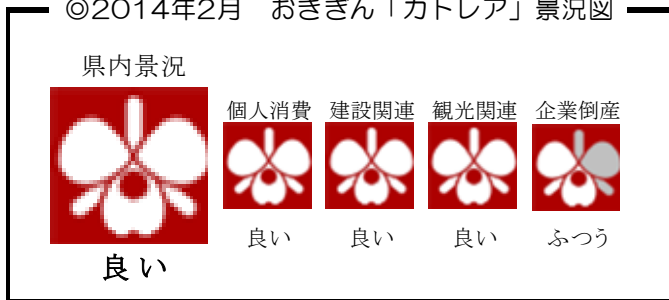 ◎2014年2月　おきぎん「カトレア」景況図
県内景況
個人消費 建設関連 観光関連 企業倒産
良い 良い 良い ふつう
良い